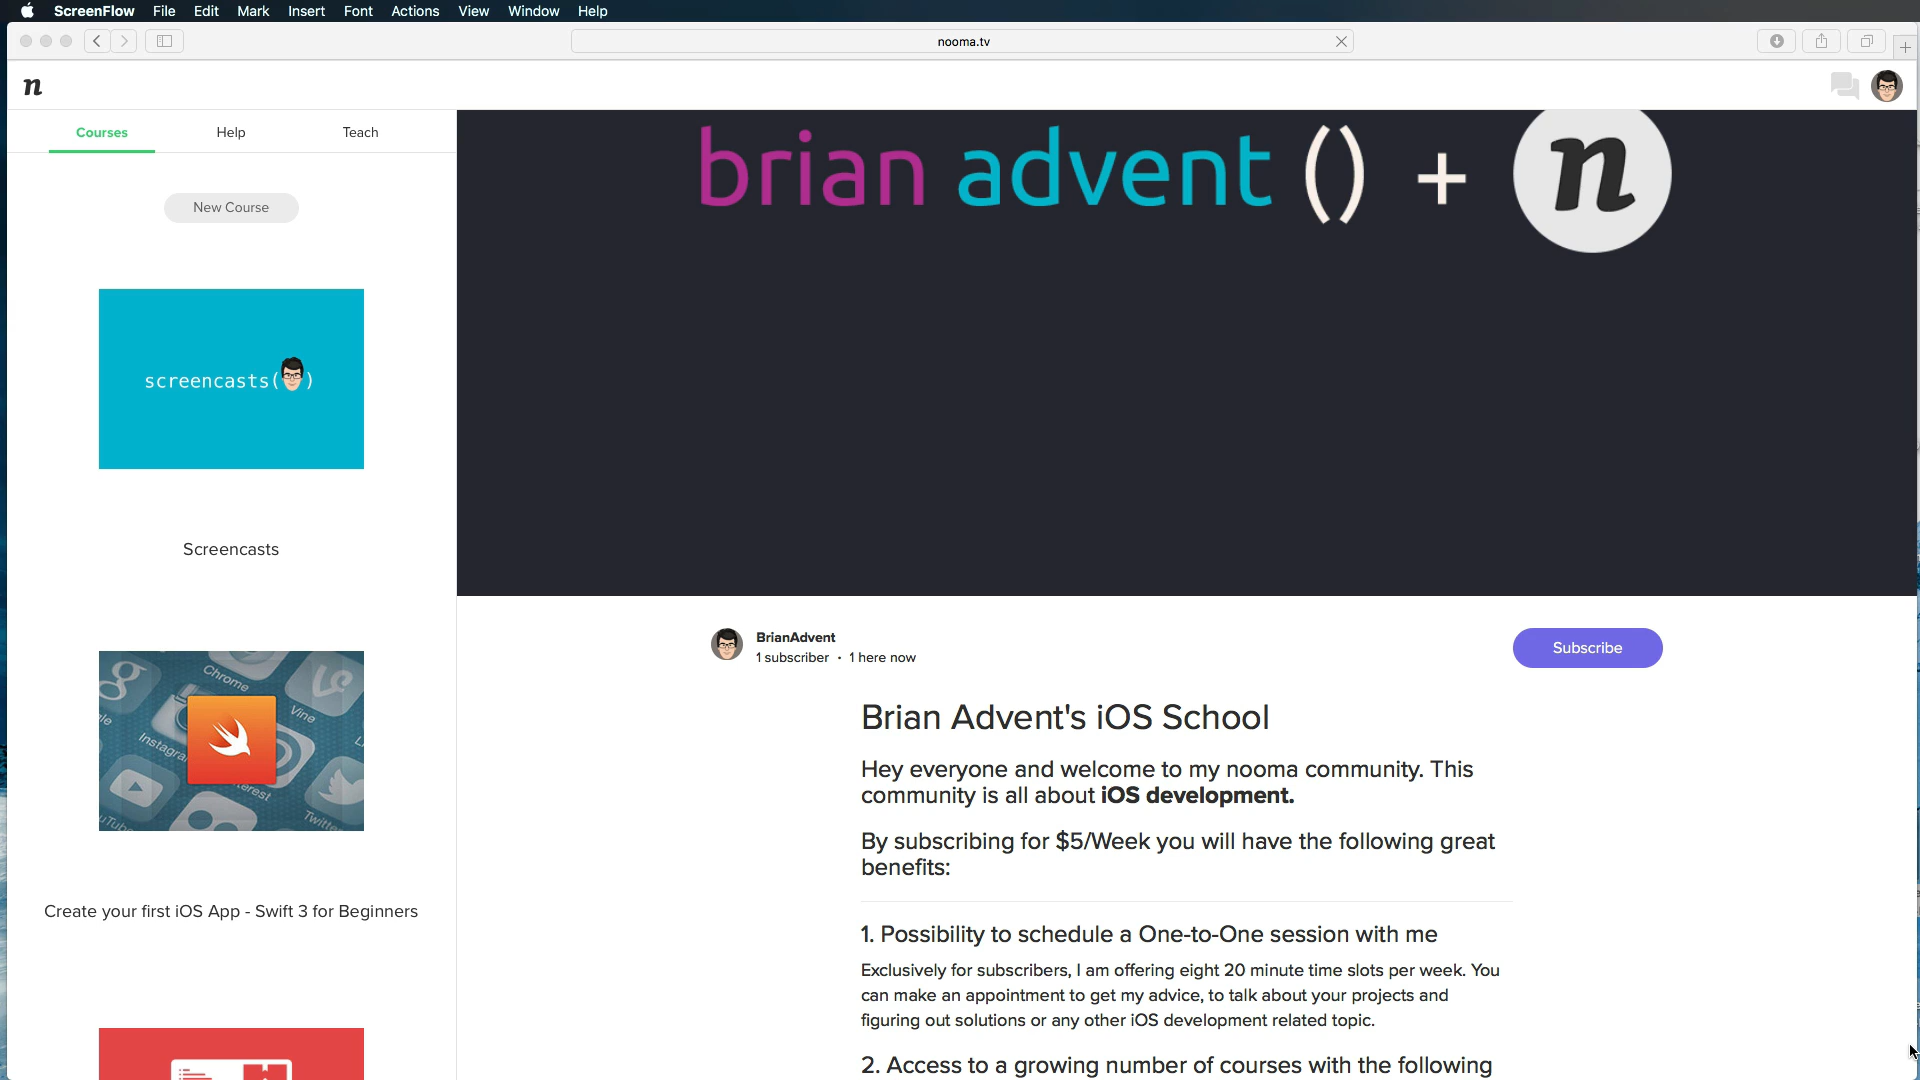 ScreenFlow File Edit Mark Insert Font Actions View Window Help
nooma.tv
n
Courses Help Teach
New Course
screencasts( )
Screencasts
Chrome
Vine
Create your first iOS App - Swift 3 for Beginners
brian advent () + n
BrianAdvent
1 subscriber · 1 here now
Subscribe
Brian Advent's iOS School
Hey everyone and welcome to my nooma community. This
community is all about iOS development.
By subscribing for $5/Week you will have the following great
benefits:
1. Possibility to schedule a One-to-One session with me
Exclusively for subscribers, I am offering eight 20 minute time slots per week. You
can make an appointment to get my advice, to talk about your projects and
figuring out solutions or any other iOS development related topic.
2. Access to a growing number of courses with the following